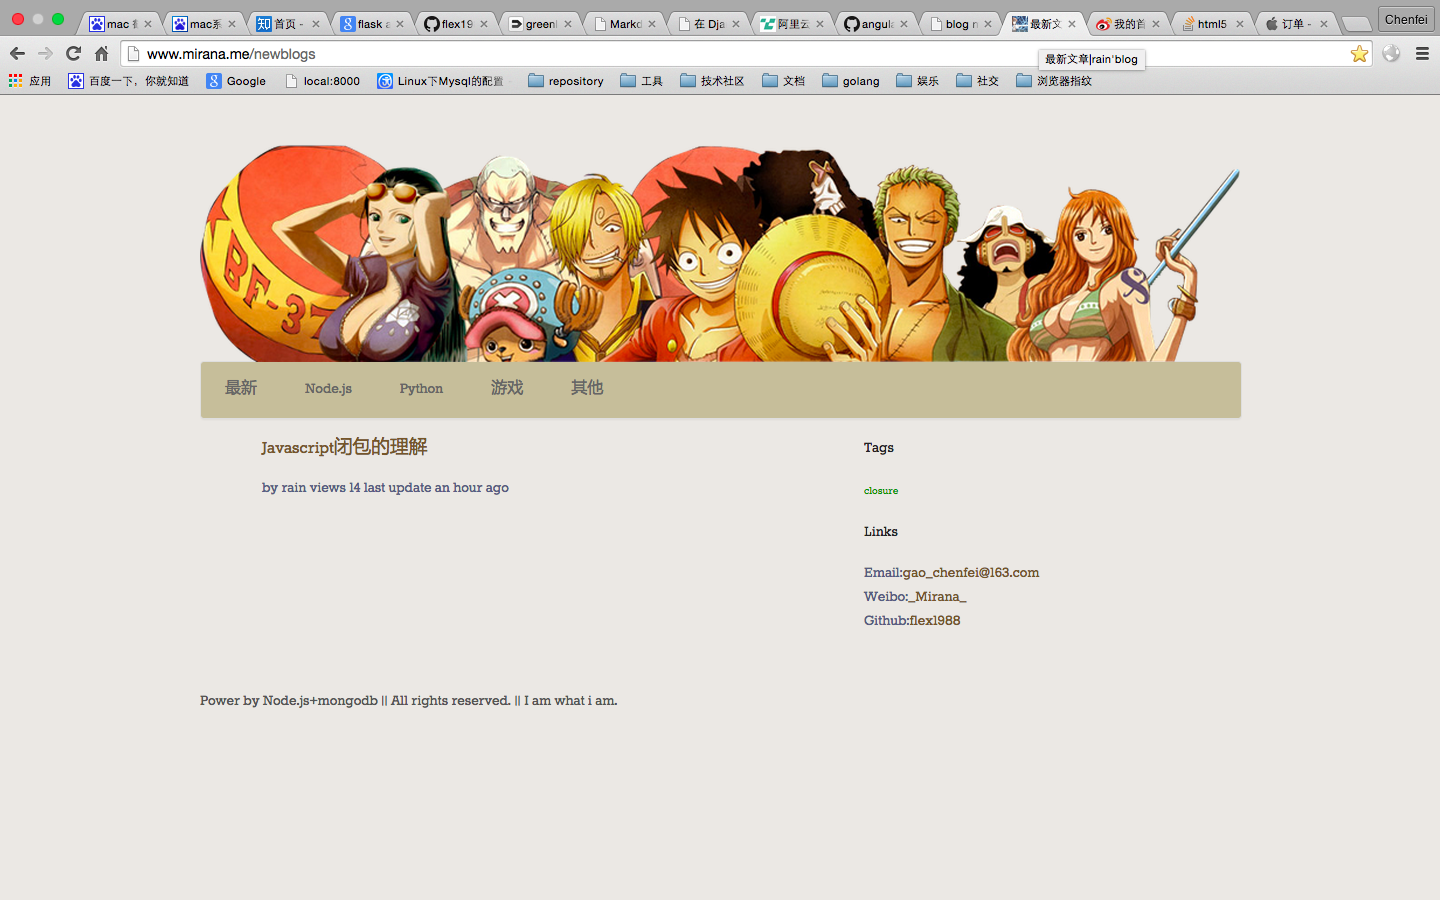 mac
mac系
首页 -
flask a
flex19
green
Markd
在 Dja
阿里云
angula
blog n
最新文
我的首
html5
订单 -
Chenfei
www.mirana.me/newblogs
最新文章|rain'blog
应用
百度一下，你就知道
Google
local:8000
Linux下Mysql的配置
repository
工具
技术社区
文档
golang
娱乐
社交
浏览器指纹
BF-37
最新 Node.js Python 游戏 其他
Javascript闭包的理解
by rain views 14 last update an hour ago
Tags
closure
Links
Email:gao_chenfei@163.com
Weibo:_Mirana_
Github:flex1988
Power by Node.js+mongodb || All rights reserved. || I am what i am.